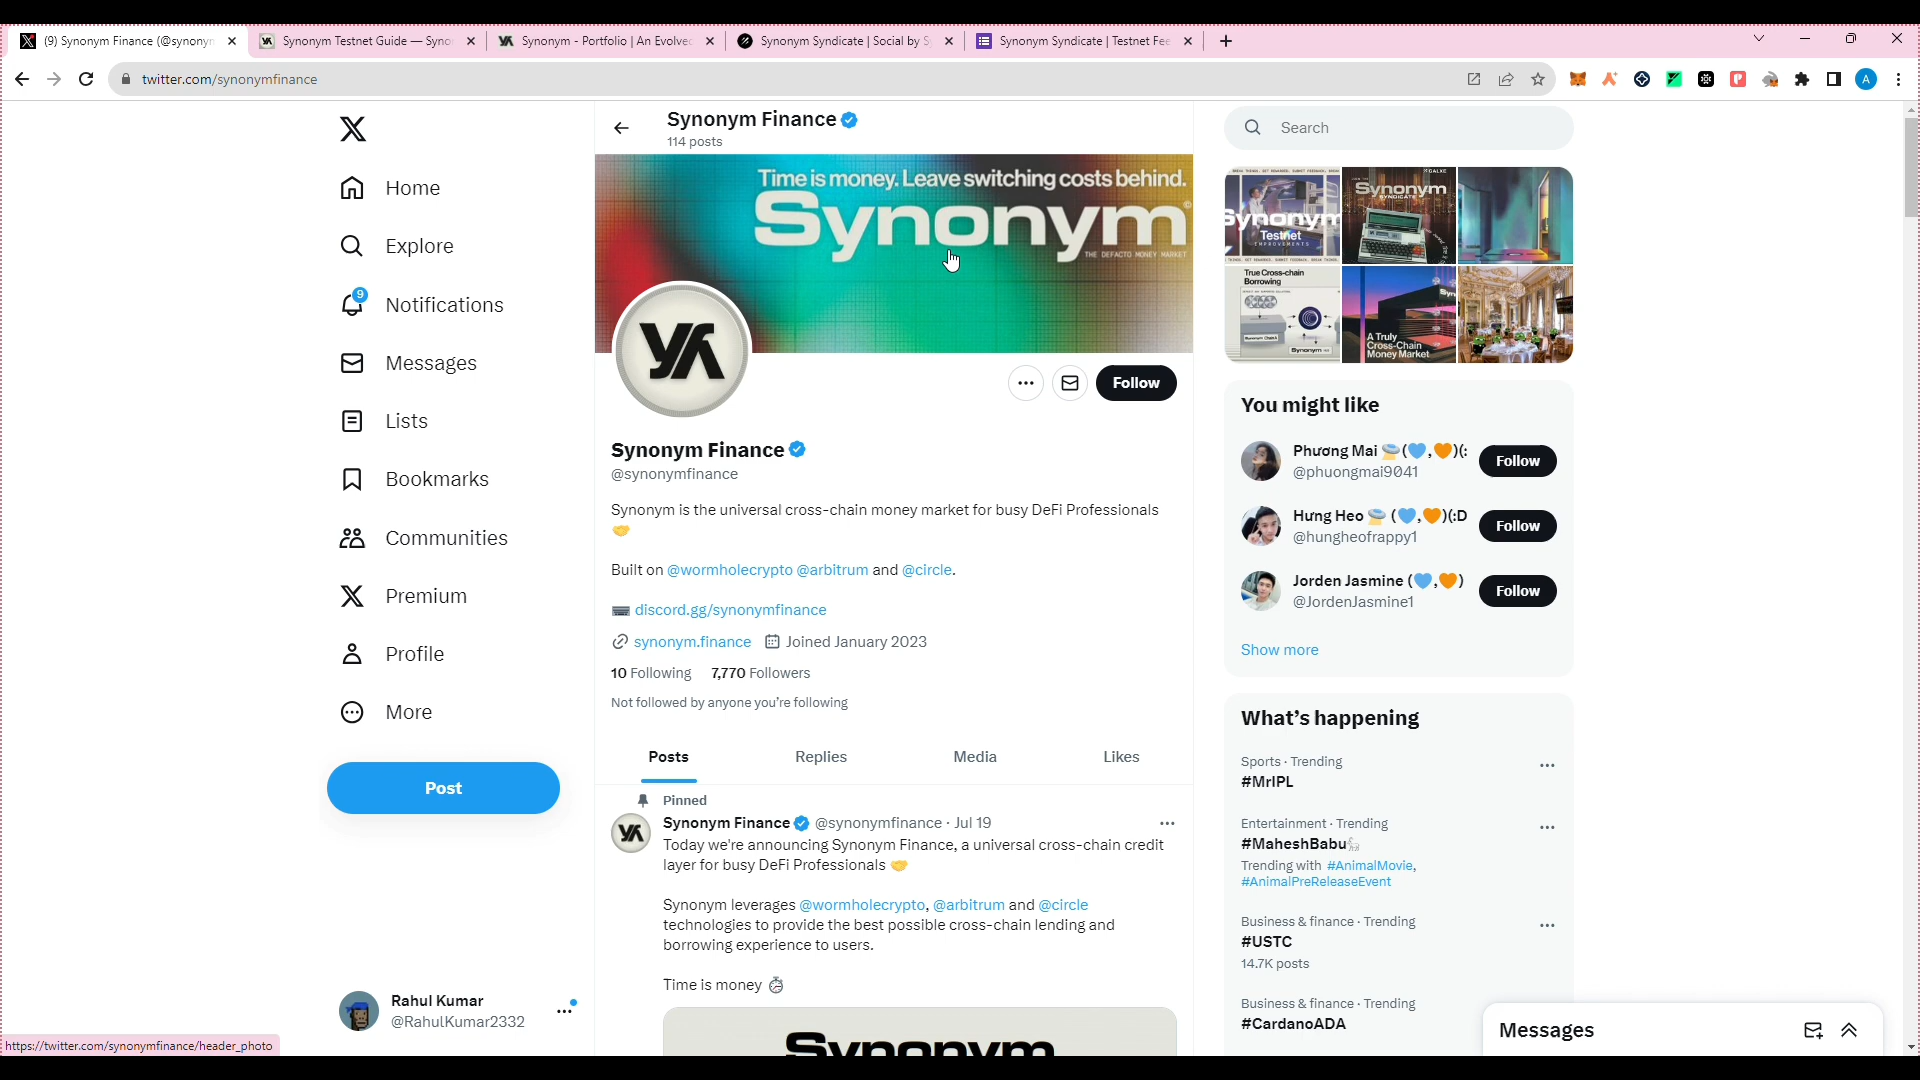 (9) Synonym Finance (@synonym
Synonym Testnet Guide — Syno
Synonym - Portfolio | An Evolved
Synonym Syndicate | Social by S
Synonym Syndicate | Testnet Fee
twitter.com/synonymfinance
A
Home
Explore
9
Notifications
Messages
Lists
Bookmarks
Communities
Premium
Profile
More
Post
Rahul Kumar
@RahulKumar2332
https://twitter.com/synonymfinance/header_photo
Synonym Finance
114 posts
Time is money. Leave switching costs behind.
Synonym
THE DEFACTO MONEY MARKET
Follow
Synonym Finance
@synonymfinance
Synonym is the universal cross-chain money market for busy DeFi Professionals
🤝
Built on @wormholecrypto @arbitrum and @circle.
discord.gg/synonymfinance
synonym.finance Joined January 2023
10 Following 7,770 Followers
Not followed by anyone you're following
Posts Replies Media Likes
Pinned
Synonym Finance @synonymfinance · Jul 19
Today we're announcing Synonym Finance, a universal cross-chain credit
layer for busy DeFi Professionals 🤝
Synonym leverages @wormholecrypto, @arbitrum and @circle
technologies to provide the best possible cross-chain lending and
borrowing experience to users.
Time is money ⏱
Synonym
Search
Synonym
Testnet
IMPROVEMENTS
GALXE
Synonym
SYNDICATE
True Cross-chain
Borrowing
Synonym
A Truly
Cross-Chain
Money Market
You might like
Phương Mai (💙,🧡)(:
@phuongmai9041
Follow
Hưng Heo (💙,🧡)(:D
@hungheofrappy1
Follow
Jorden Jasmine (💙,🧡)
@JordenJasmine1
Follow
Show more
What's happening
Sports · Trending
#MrIPL
Entertainment · Trending
#MaheshBabu
Trending with #AnimalMovie,
#AnimalPreReleaseEvent
Business & finance · Trending
#USTC
14.7K posts
Business & finance · Trending
#CardanoADA
Messages